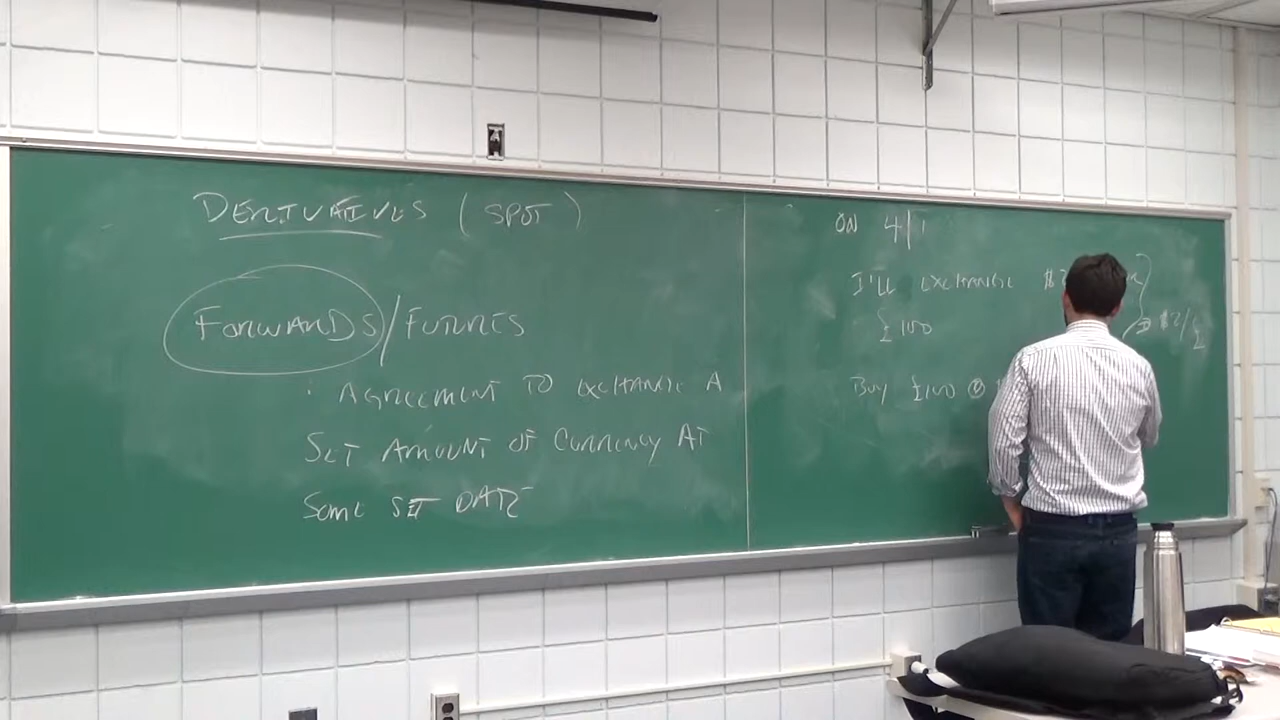 DERIVATIVES (SPOT)
FORWARDS/FUTURES
: AGREEMENT TO EXCHANGE A
SET AMOUNT OF CURRENCY AT
SOME SET DATE
ON 4/1
I'LL EXCHANGE
£100
$2/£
BUY £100 @